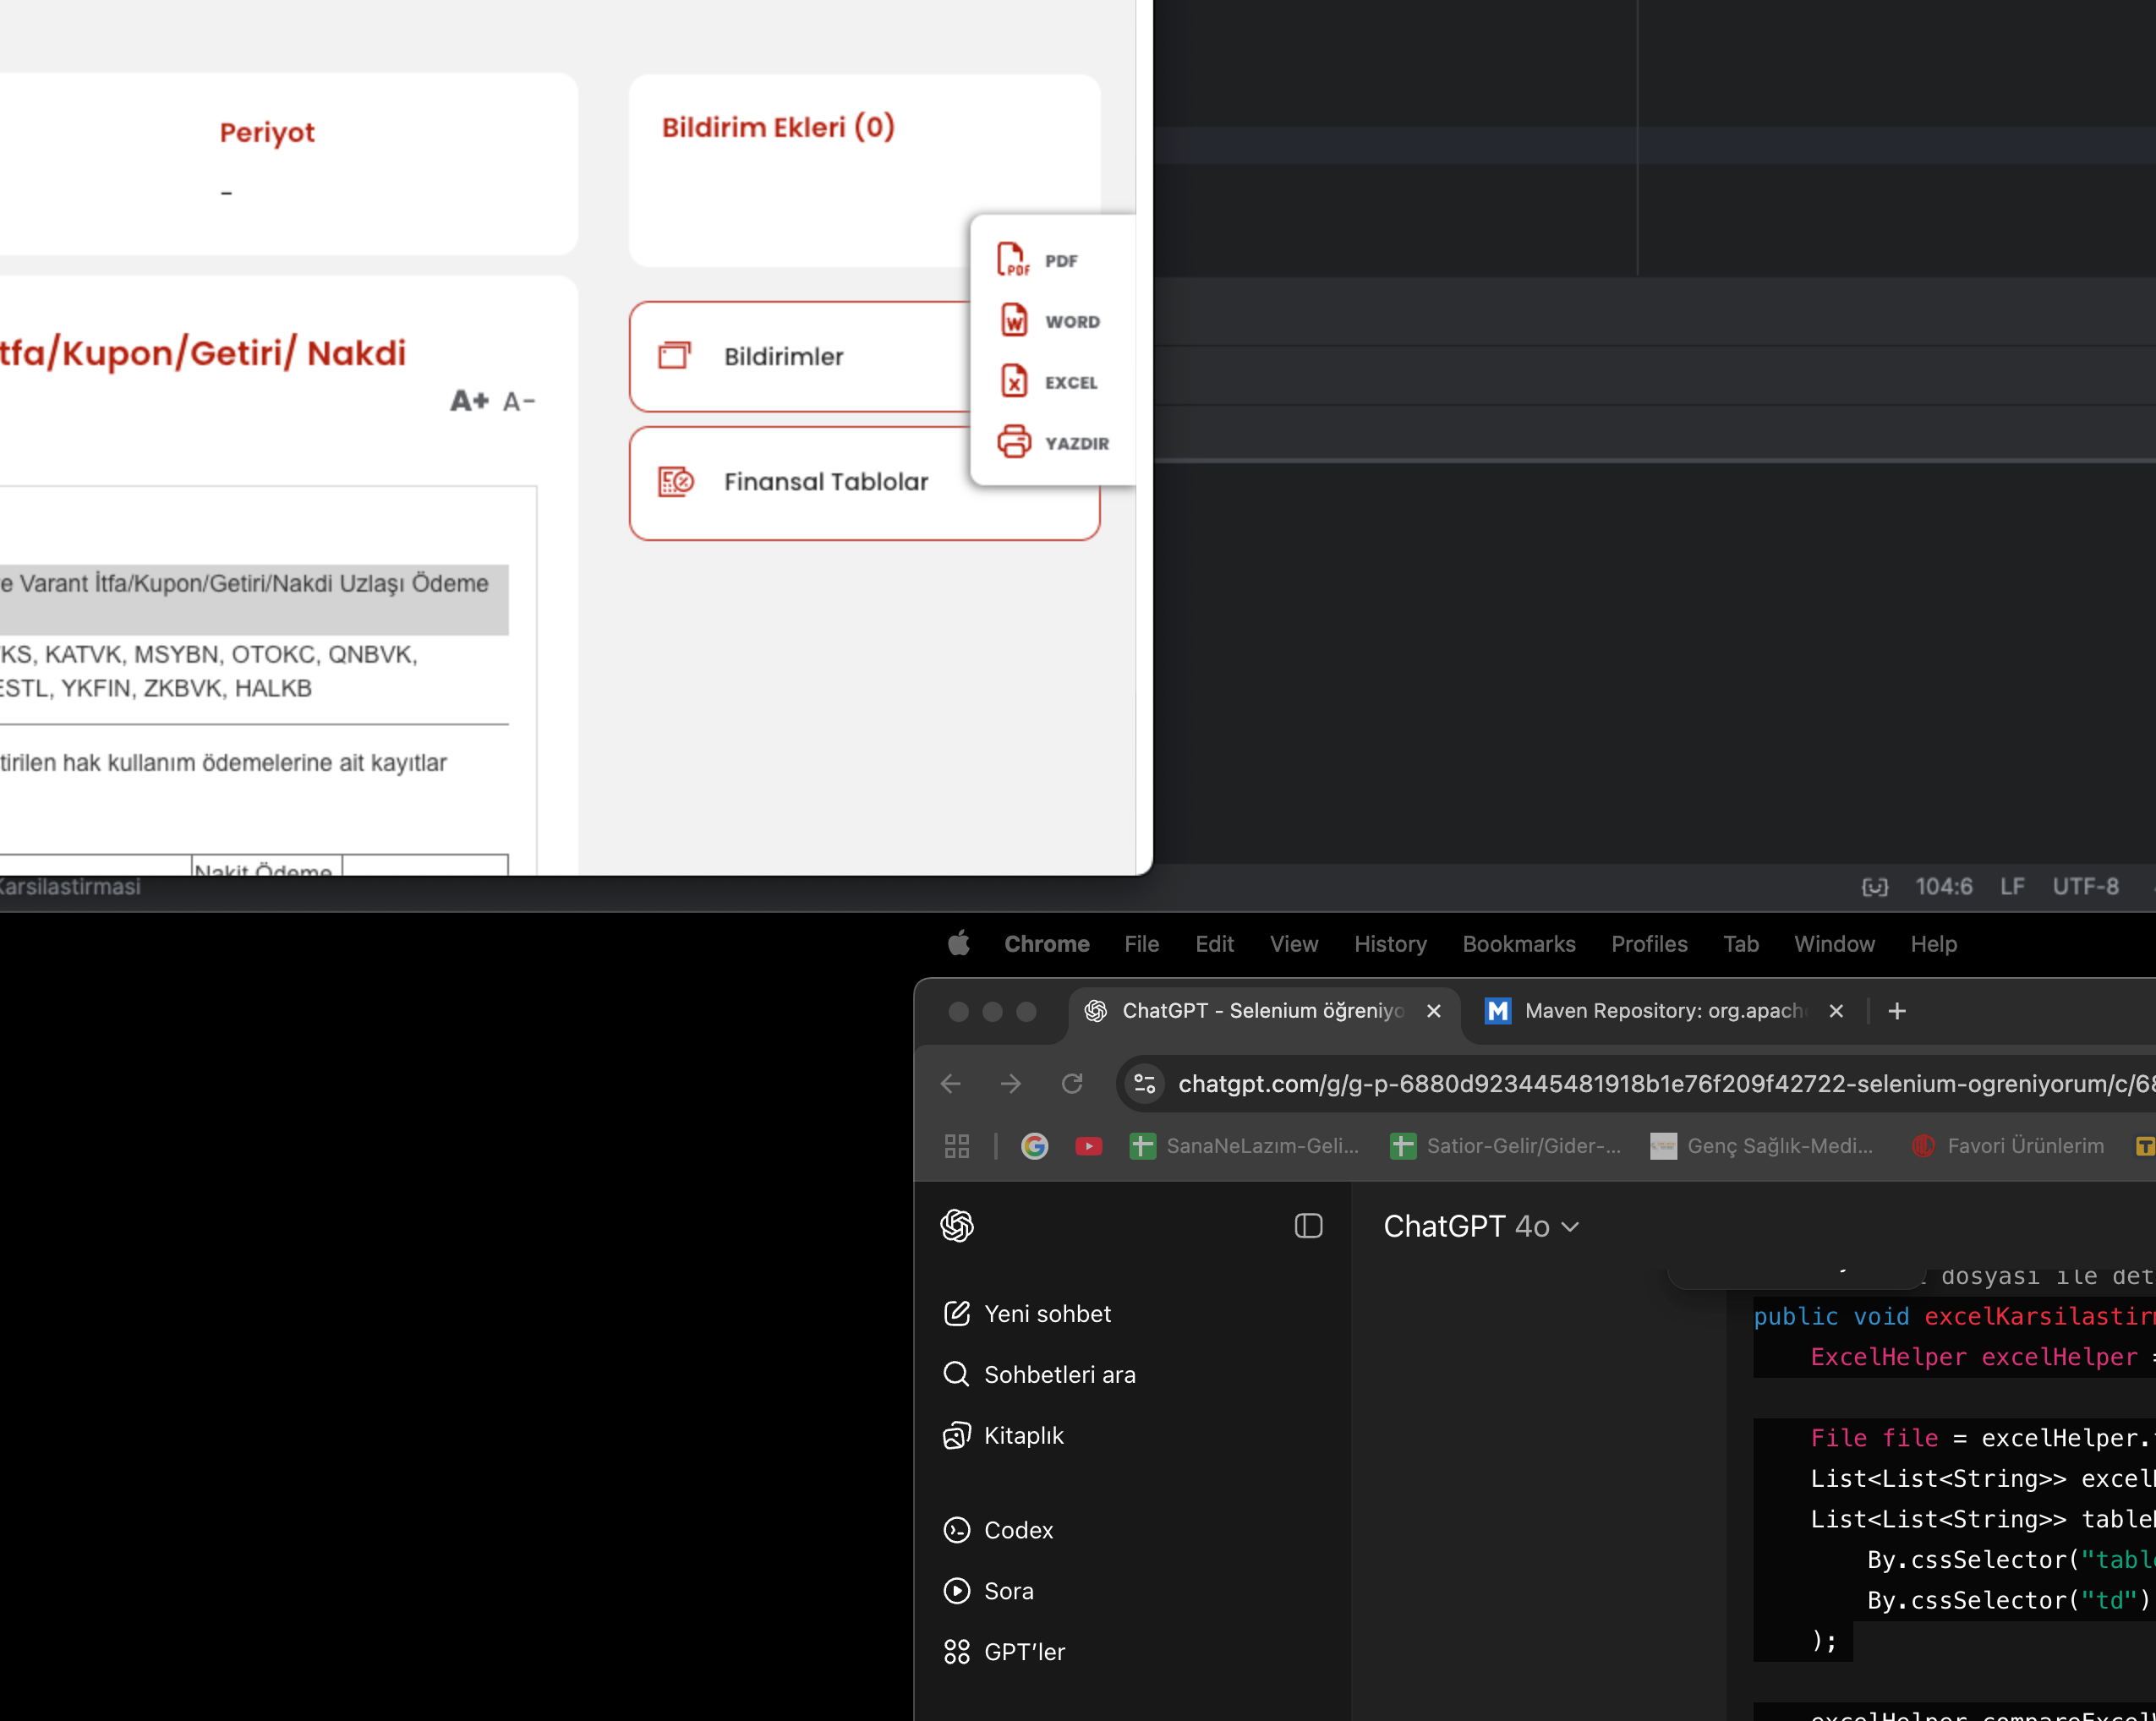 Periyot
-
Bildirim Ekleri (0)
PDF
WORD
EXCEL
YAZDIR
tfa/Kupon/Getiri/ Nakdi
A+ A-
Bildirimler
Finansal Tablolar
e Varant İtfa/Kupon/Getiri/Nakdi Uzlaşı Ödeme
KS, KATVK, MSYBN, OTOKC, QNBVK,
ESTL, YKFIN, ZKBVK, HALKB
tirilen hak kullanım ödemelerine ait kayıtlar
Nakit Ödeme
Karsilastirmasi
104:6 LF UTF-8
Chrome File Edit View History Bookmarks Profiles Tab Window Help
ChatGPT - Selenium öğreniyo
Maven Repository: org.apach
chatgpt.com/g/g-p-6880d923445481918b1e76f209f42722-selenium-ogreniyorum/c/68
SanaNeLazım-Geli... Satior-Gelir/Gider-... Genç Sağlık-Medi... Favori Ürünlerim
ChatGPT 4o
Yeni sohbet
Sohbetleri ara
Kitaplık
Codex
Sora
GPT'ler
dosyası ile det
public void excelKarsilastirm
ExcelHelper excelHelper =
File file = excelHelper.
List<List<String>> excel
List<List<String>> table
By.cssSelector("tabl
By.cssSelector("td")
);
excelHelper.compareExcel